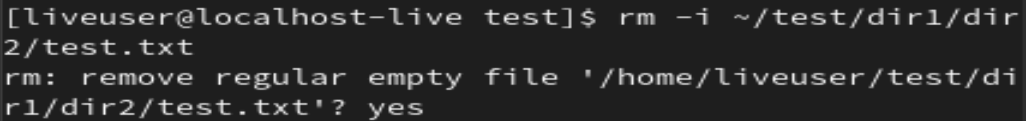 [liveuser@localhost-live test]$ rm -i ~/test/dir1/dir
2/test.txt
rm: remove regular empty file '/home/liveuser/test/di
r1/dir2/test.txt'? yes